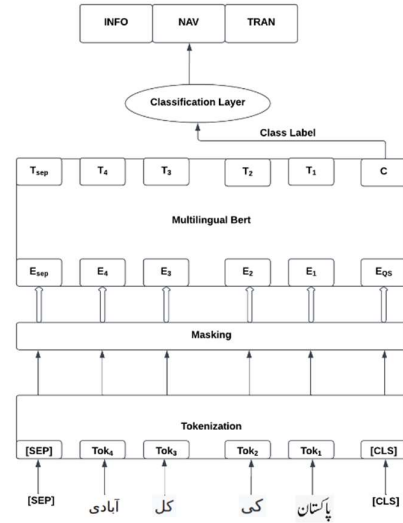 INFO NAV TRAN
Classification Layer
Class Label
Tsep T4 T3 T2 T1 C
Multilingual Bert
Esep E4 E3 E2 E1 EQS
Masking
Tokenization
[SEP] Tok4 Tok3 Tok2 Tok1 [CLS]
[SEP] آبادی کل کی پاکستان [CLS]